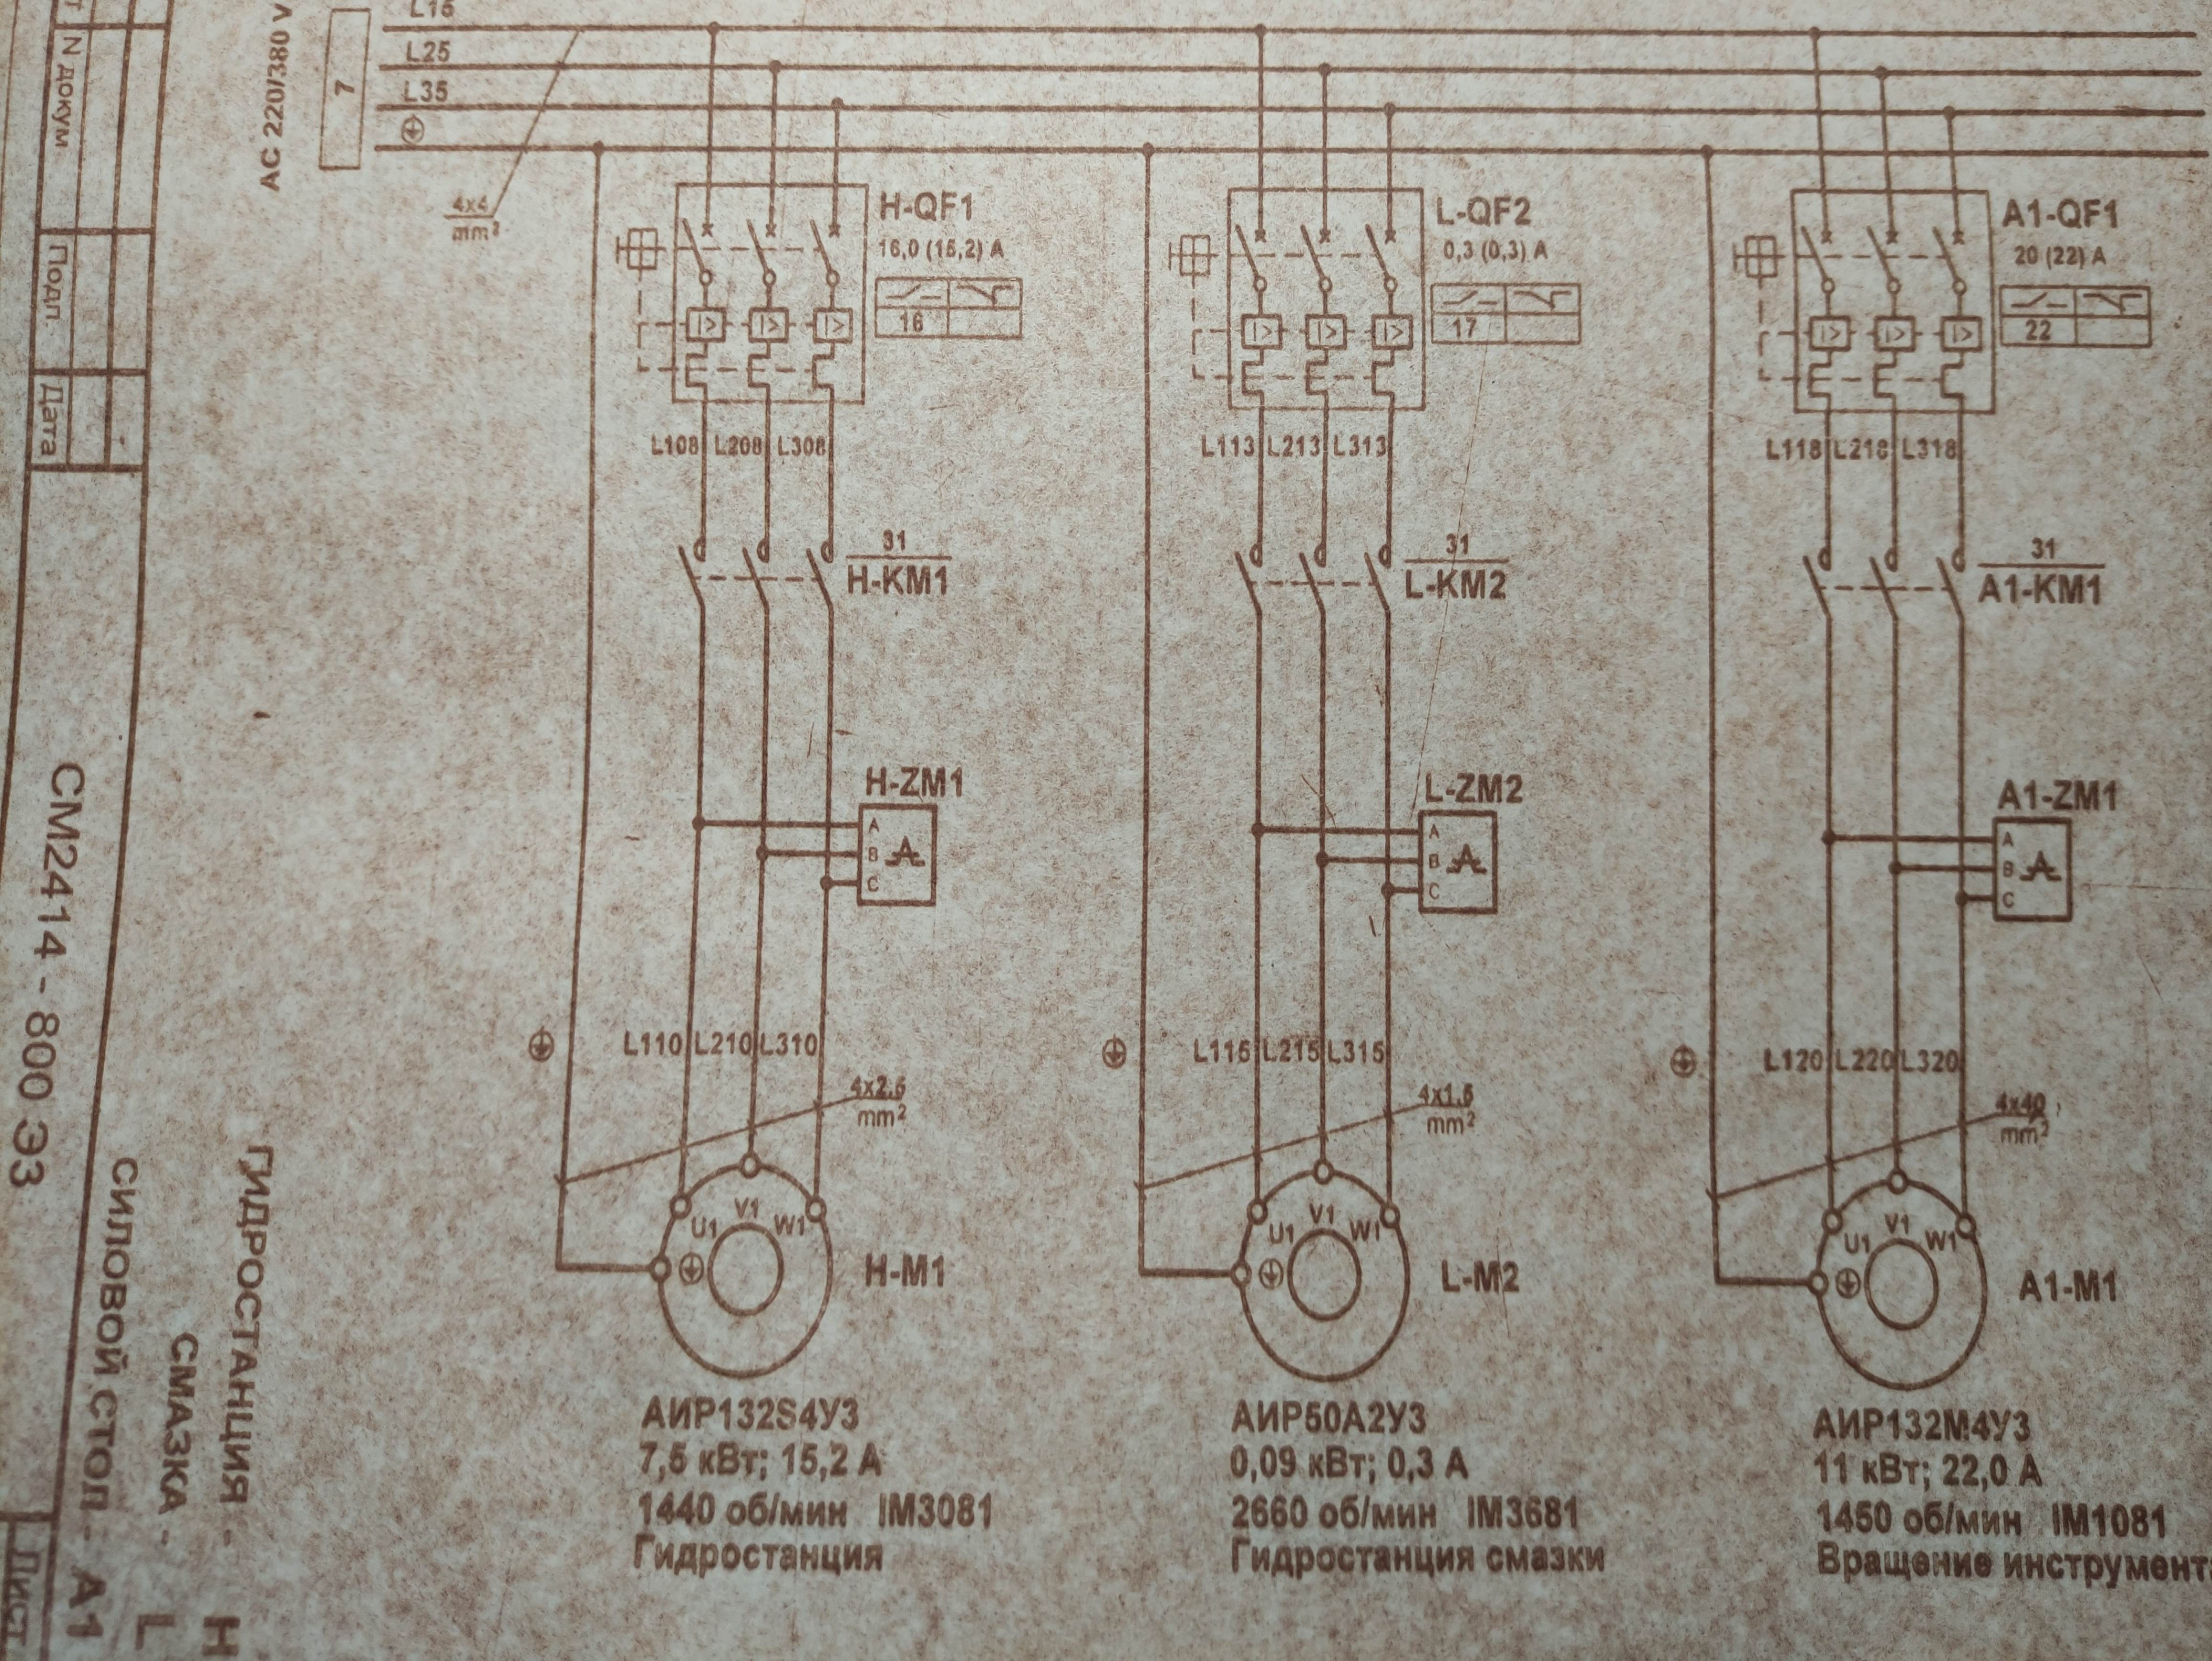 L15
L25
L35
AC 220/380 V
7
4x4
mm²
H-QF1
16,0 (15,2) A
16
L-QF2
0,3 (0,3) A
17
A1-QF1
20 (22) A
22
I>
I>
I>
I>
I>
I>
I>
I>
I>
L108 L208 L308
L113 L213 L313
L118 L218 L318
31
H-KM1
31
L-KM2
31
A1-KM1
H-ZM1
A
B
C
L-ZM2
A
B
C
A1-ZM1
A
B
C
L110 L210 L310
L115 L215 L315
L120 L220 L320
4x2,5
mm²
4x1,5
mm²
mm²
U1 V1 W1
H-M1
U1 V1 W1
L-M2
U1 V1 W1
A1-M1
АИР132S4У3
7,5 кВт; 15,2 А
1440 об/мин IM3081
Гидростанция
АИР50А2У3
0,09 кВт; 0,3 А
2660 об/мин IM3681
Гидростанция смазки
АИР132М4У3
11 кВт; 22,0 А
1450 об/мин IM1081
Вращение инструмент
ГИДРОСТАНЦИЯ - H
СМАЗКА - L
СИЛОВОЙ СТОЛ - A1
N докум
Подп.
Дата
СМ2414 - 800 Э3
Лист